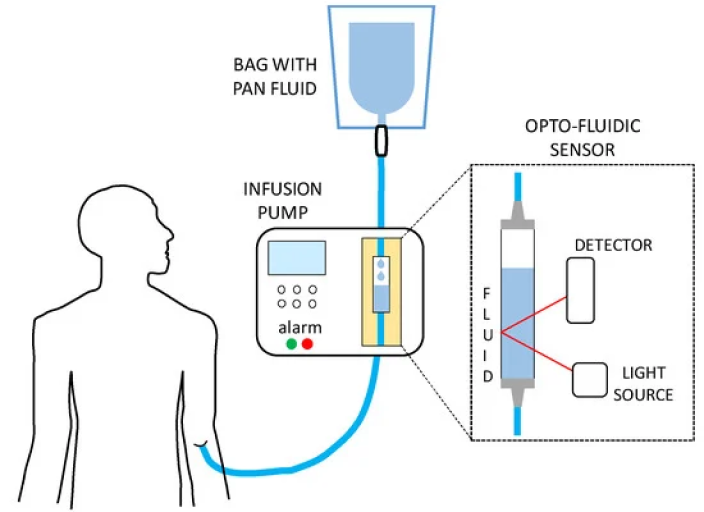 BAG WITH
PAN FLUID
OPTO-FLUIDIC
SENSOR
INFUSION
PUMP
DETECTOR
alarm
F
L
U
I
D
LIGHT
SOURCE